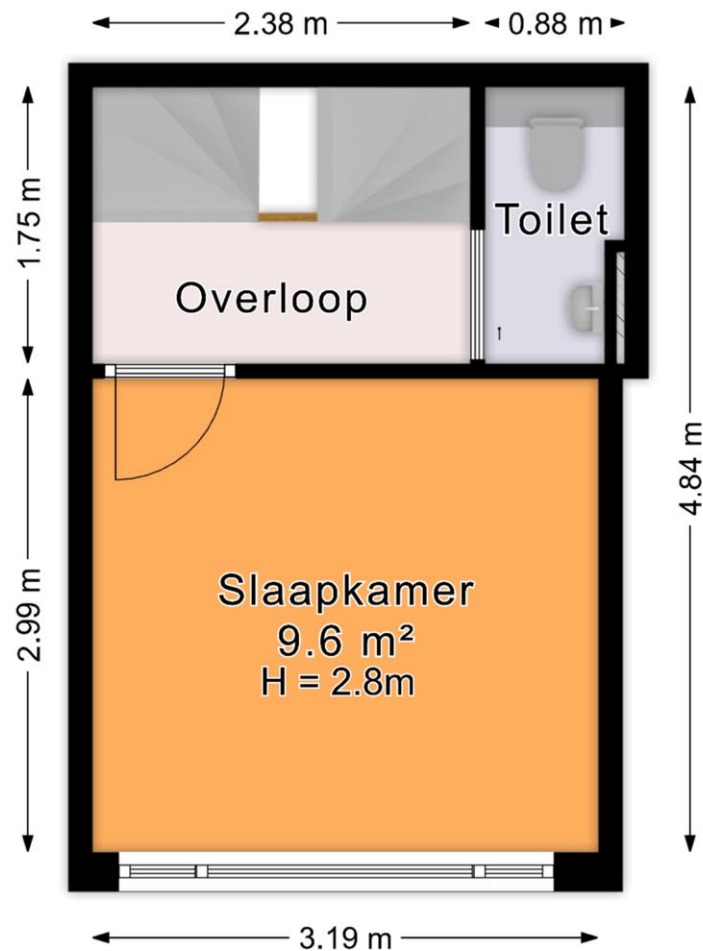 2.38 m
0.88 m
1.75 m
Toilet
Overloop
4.84 m
2.99 m
Slaapkamer
9.6 m²
H = 2.8m
3.19 m